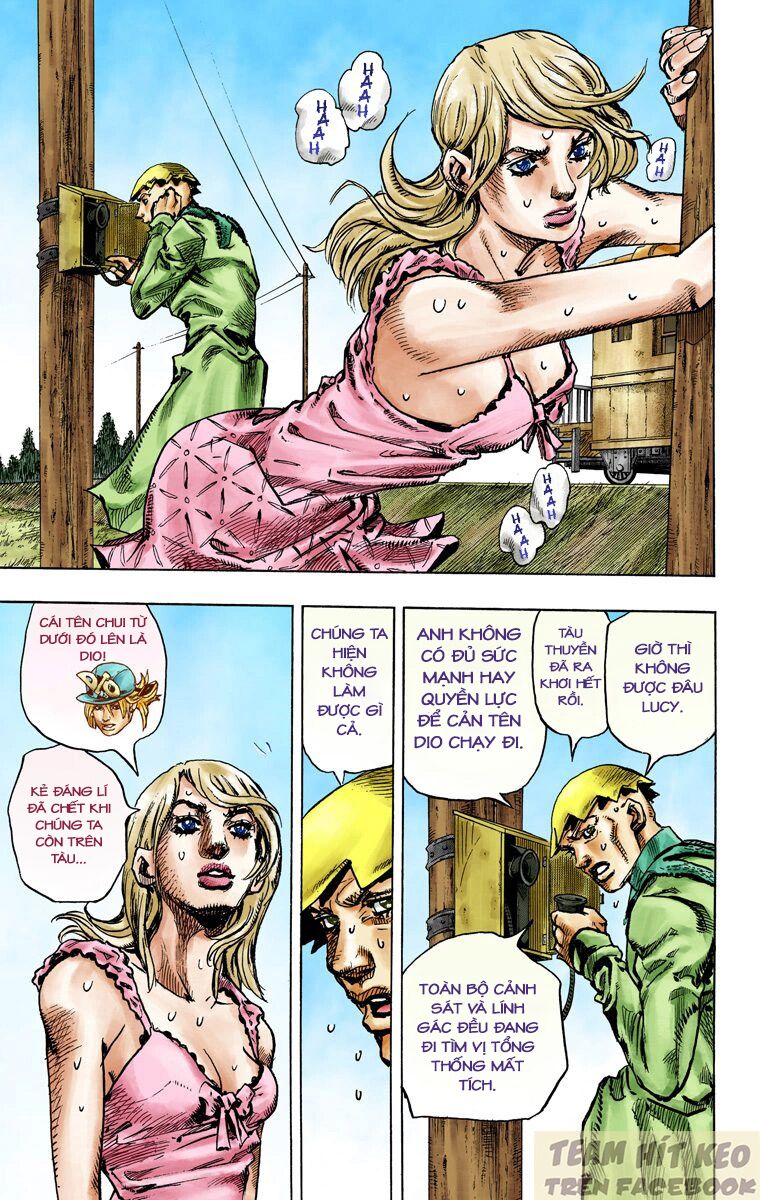 HAAH
HAAH
HAAH
HAAH
HAAH
HAAH
GIỜ THÌ
KHÔNG
ĐƯỢC ĐÂU
LUCY.
TÀU
THUYỀN
ĐÃ RA
KHƠI HẾT
RỒI.
ANH KHÔNG
CÓ ĐỦ SỨC
MẠNH HAY
QUYỀN LỰC
ĐỂ CẢN TÊN
DIO CHẠY ĐI.
TOÀN BỘ CẢNH
SÁT VÀ LÍNH
GÁC ĐỀU ĐANG
ĐI TÌM VỊ TỔNG
THỐNG MẤT
TÍCH.
CHÚNG TA
HIỆN
KHÔNG
LÀM
ĐƯỢC GÌ
CẢ.
CÁI TÊN CHUI TỪ
DƯỚI ĐÓ LÊN LÀ
DIO!
DIO
KẺ ĐÁNG LÍ
ĐÃ CHẾT KHI
CHÚNG TA
CÒN TRÊN
TÀU...
TEAM HÍT KEO
TRÊN FACEBOOK